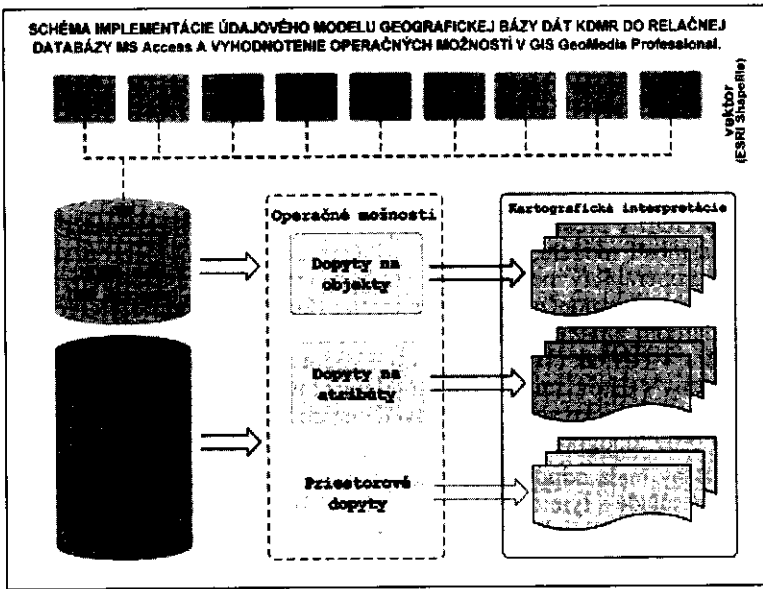 SCHÉMA IMPLEMENTÁCIE ÚDAJOVÉHO MODELU GEOGRAFICKEJ BÁZY DÁT KDMR DO RELAČNEJ
DATABÁZY MS Access A VYHODNOTENIE OPERAČNÝCH MOŽNOSTÍ V GIS GeoMedia Professional.
vektor
(ESRI Shapefile)
Operačné možnosti
Kartografická interpretácie
Dopyty na
objekty
Dopyty na
atribúty
Priestorové
dopyty